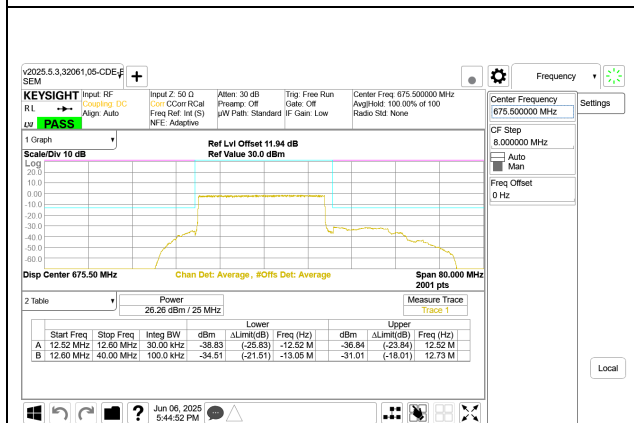 v2025.5.3,32061,05-CDE-F
SEM
Frequency
KEYSIGHT
RL
LXI
PASS
Input: RF
Coupling: DC
Align: Auto
Input Z: 50 Ω
Corr CCorr RCal
Freq Ref: Int (S)
NFE: Adaptive
Atten: 30 dB
Preamp: Off
µW Path: Standard
Trig: Free Run
Gate: Off
IF Gain: Low
Center Freq: 675.500000 MHz
Avg|Hold: 100.00% of 100
Radio Std: None
Center Frequency
675.500000 MHz
Settings
CF Step
8.000000 MHz
Auto
Man
Freq Offset
0 Hz
1 Graph
Ref Lvl Offset 11.94 dB
Scale/Div 10 dB
Ref Value 30.0 dBm
Log
20.0
10.0
0.00
-10.0
-20.0
-30.0
-40.0
-50.0
-60.0
Disp Center 675.50 MHz
Chan Det: Average , #Offs Det: Average
Span 80.000 MHz
2001 pts
2 Table
Power
26.26 dBm / 25 MHz
Measure Trace
Trace 1
Lower Upper
Start Freq Stop Freq Integ BW dBm ΔLimit(dB) Freq (Hz) dBm ΔLimit(dB) Freq (Hz)
A 12.52 MHz 12.60 MHz 30.00 kHz -38.83 (-25.83) -12.52 M -36.84 (-23.84) 12.52 M
B 12.60 MHz 40.00 MHz 100.0 kHz -34.51 (-21.51) -13.05 M -31.01 (-18.01) 12.73 M
Local
?
Jun 06, 2025
5:44:52 PM